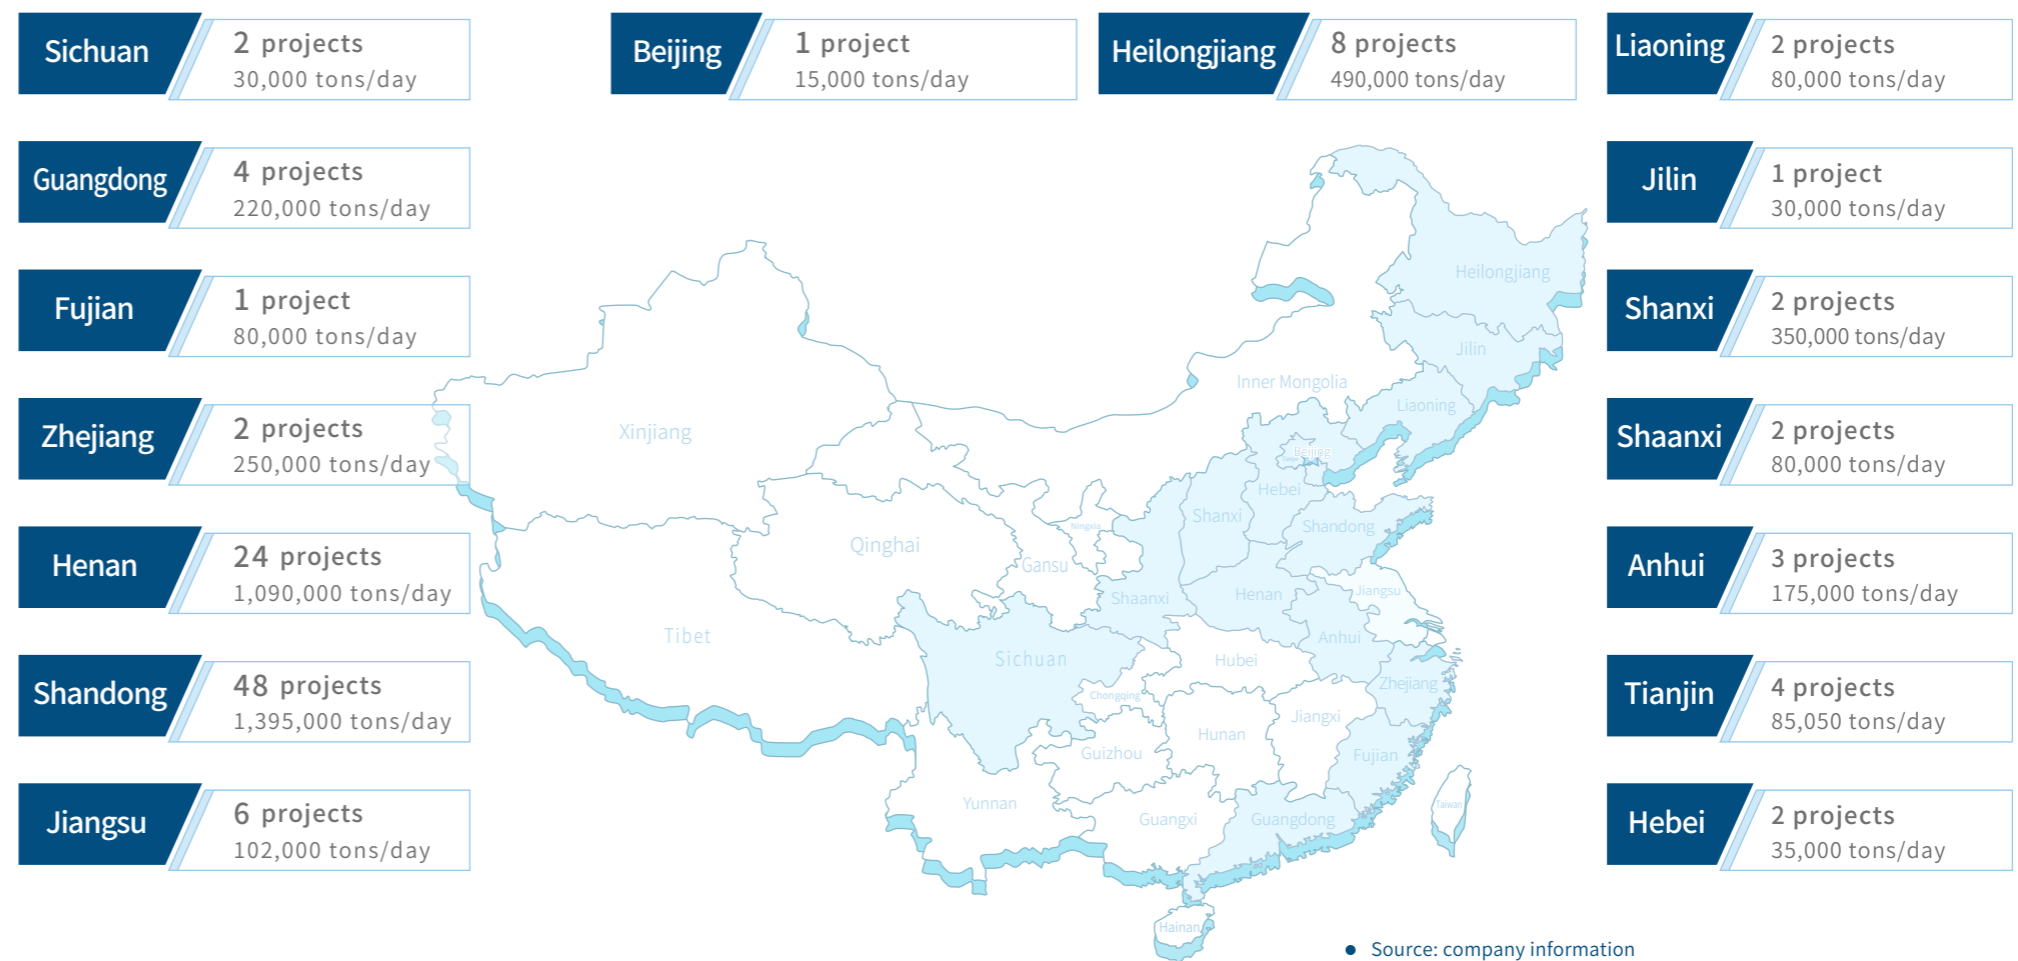 Sichuan
2 projects
30,000 tons/day
Beijing
1 project
15,000 tons/day
Heilongjiang
8 projects
490,000 tons/day
Liaoning
2 projects
80,000 tons/day
Guangdong
4 projects
220,000 tons/day
Jilin
1 project
30,000 tons/day
Fujian
1 project
80,000 tons/day
Shanxi
2 projects
350,000 tons/day
Zhejiang
2 projects
250,000 tons/day
Shaanxi
2 projects
80,000 tons/day
Henan
24 projects
1,090,000 tons/day
Anhui
3 projects
175,000 tons/day
Shandong
48 projects
1,395,000 tons/day
Tianjin
4 projects
85,050 tons/day
Jiangsu
6 projects
102,000 tons/day
Hebei
2 projects
35,000 tons/day
Heilongjiang
Jilin
Inner Mongolia
Liaoning
Xinjiang
Beijing
Hebei
Shanxi
Ningxia
Shandong
Qinghai
Gansu
Shaanxi
Henan
Jiangsu
Tibet
Anhui
Sichuan
Hubei
Zhejiang
Chongqing
Jiangxi
Hunan
Guizhou
Fujian
Yunnan
Guangxi
Guangdong
Taiwan
Hainan
Source: company information